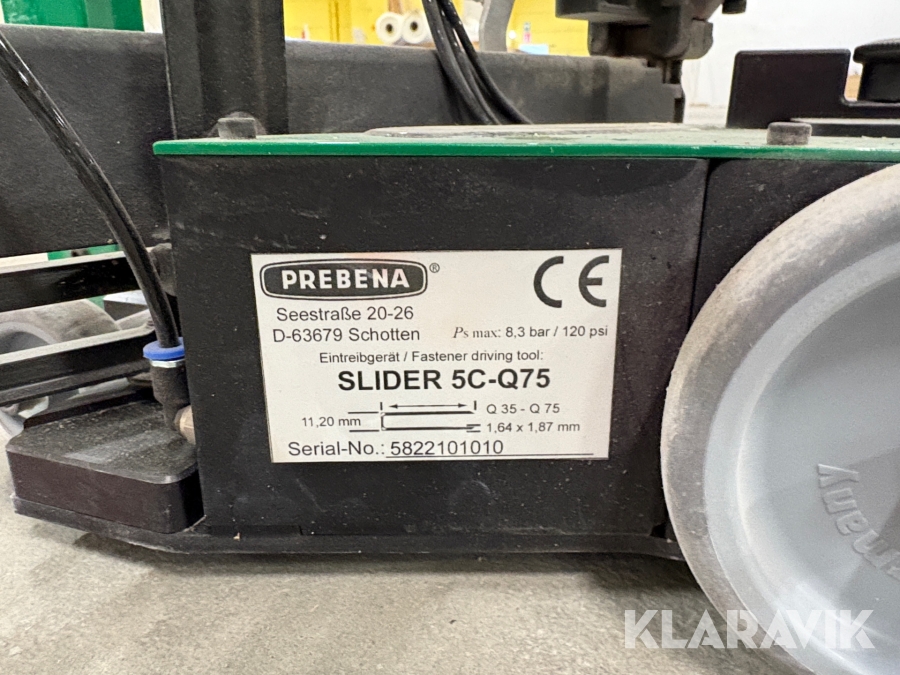 PREBENA®
CE
Seestraße 20-26
D-63679 Schotten
Ps max: 8,3 bar / 120 psi
Eintreibgerät / Fastener driving tool:
SLIDER 5C-Q75
11,20 mm
Q 35 - Q 75
1,64 x 1,87 mm
Serial-No.: 5822101010
KLARAVIK